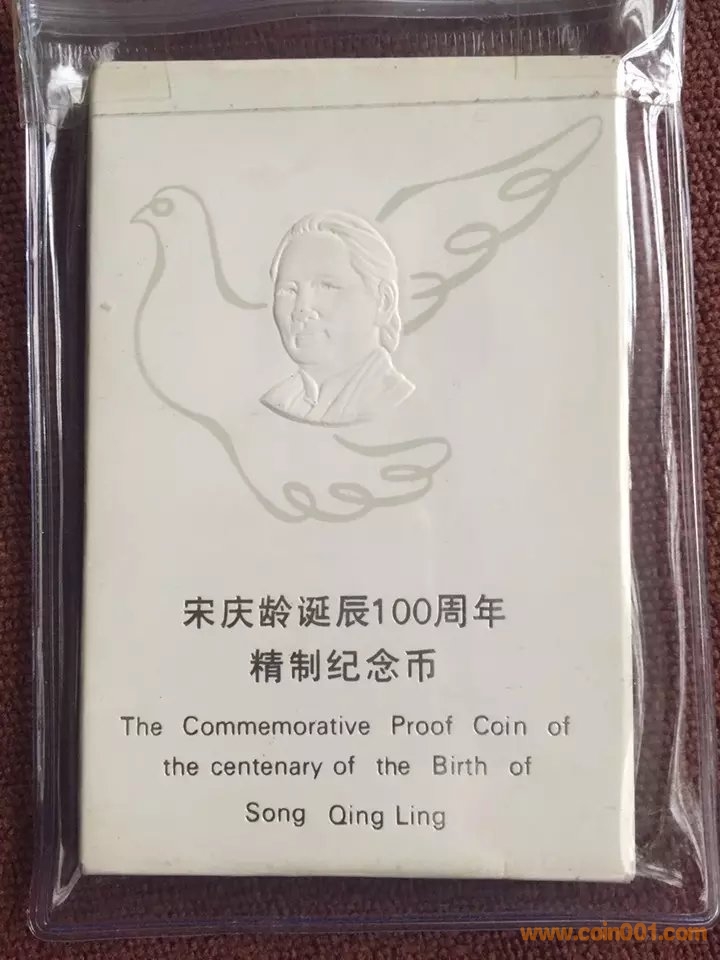 宋庆龄诞辰100周年
精制纪念币
The Commemorative Proof Coin of
the centenary of the Birth of
Song Qing Ling
www.coin001.com